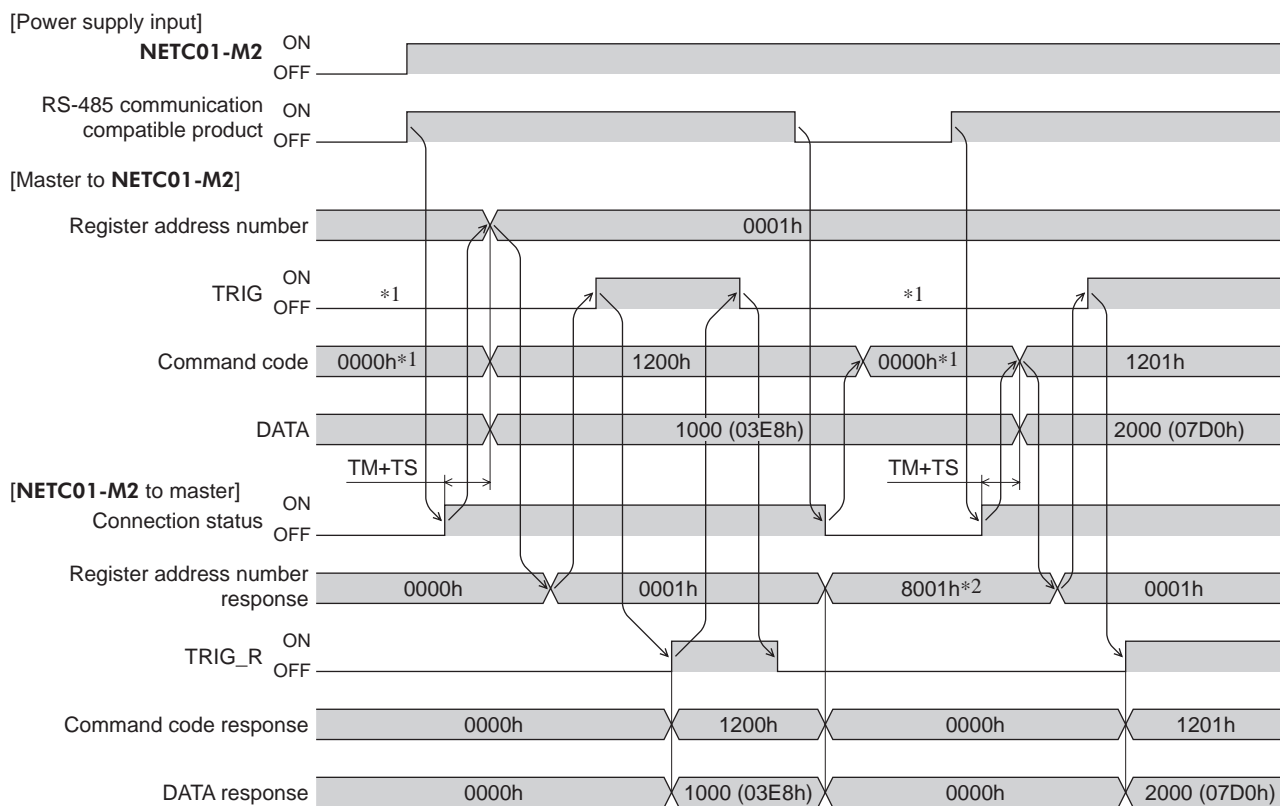 [Power supply input]
NETC01-M2 ON
OFF
RS-485 communication ON
compatible product OFF
[Master to NETC01-M2]
Register address number 0001h
TRIG ON
OFF *1 *1
Command code 0000h*1 1200h 0000h*1 1201h
DATA 1000 (03E8h) 2000 (07D0h)
TM+TS TM+TS
[NETC01-M2 to master]
Connection status ON
OFF
Register address number
response 0000h 0001h 8001h*2 0001h
TRIG_R ON
OFF
Command code response 0000h 1200h 0000h 1201h
DATA response 0000h 1000 (03E8h) 0000h 2000 (07D0h)